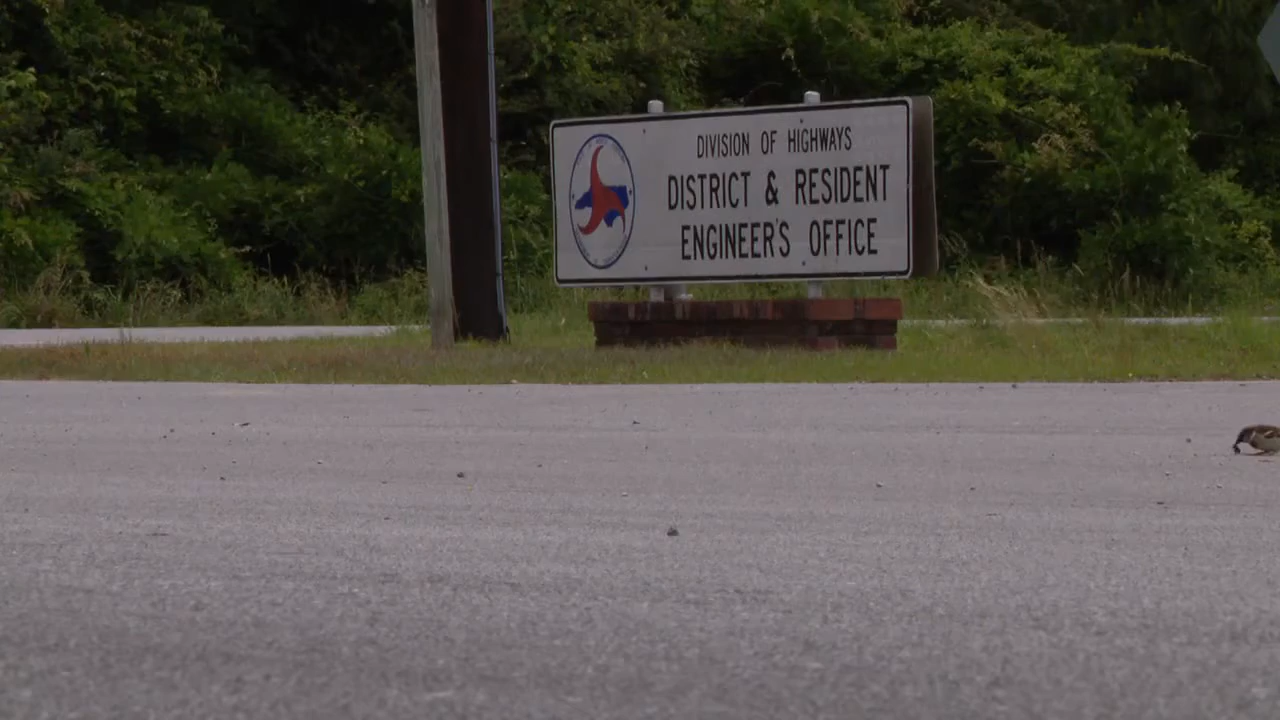 DIVISION OF HIGHWAYS
DISTRICT & RESIDENT
ENGINEER'S OFFICE